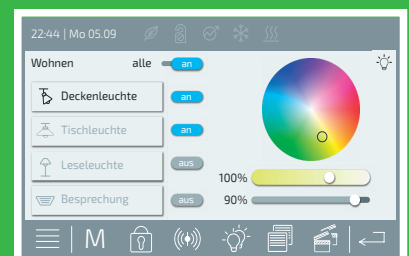 22:44 | Mo 05.09
Wohnen alle an
Deckenleuchte an
Tischleuchte an
Leseleuchte aus
Besprechung aus
100%
90%
M